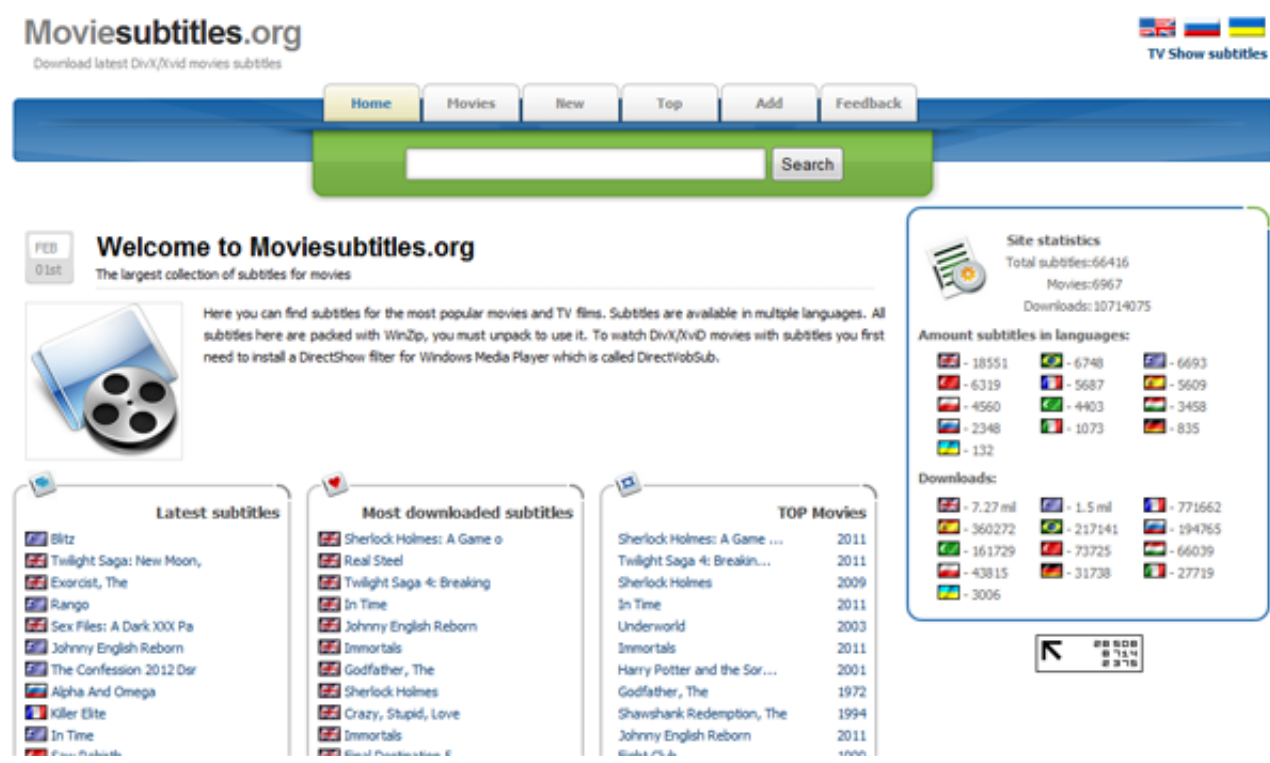 Moviesubtitles.org
Download latest DivX/Xvid movies subtitles
TV Show subtitles
Home Movies New Top Add Feedback
Search
FEB
01st
Welcome to Moviesubtitles.org
The largest collection of subtitles for movies
Here you can find subtitles for the most popular movies and TV films. Subtitles are available in multiple languages. All
subtitles here are packed with WinZip, you must unpack to use it. To watch DivX/XviD movies with subtitles you first
need to install a DirectShow filter for Windows Media Player which is called DirectVobSub.
Latest subtitles
Blitz
Twilight Saga: New Moon,
Exorcist, The
Rango
Sex Files: A Dark XXX Pa
Johnny English Reborn
The Confession 2012 Dsr
Alpha And Omega
Killer Elite
In Time
Most downloaded subtitles
Sherlock Holmes: A Game o
Real Steel
Twilight Saga 4: Breaking
In Time
Johnny English Reborn
Immortals
Godfather, The
Sherlock Holmes
Crazy, Stupid, Love
Immortals
Final Destination 5
TOP Movies
Sherlock Holmes: A Game ... 2011
Twilight Saga 4: Breakin... 2011
Sherlock Holmes 2009
In Time 2011
Underworld 2003
Immortals 2011
Harry Potter and the Sor... 2001
Godfather, The 1972
Shawshank Redemption, The 1994
Johnny English Reborn 2011
Fight Club 1999
Site statistics
Total subtitles:66416
Movies:6967
Downloads:10714075
Amount subtitles in languages:
- 18551 - 6748 - 6693
- 6319 - 5687 - 5609
- 4560 - 4403 - 3458
- 2348 - 1073 - 835
- 132
Downloads:
- 7.27 mil - 1.5 mil - 771662
- 360272 - 217141 - 194765
- 161729 - 73725 - 66039
- 43815 - 31738 - 27719
- 3006
28508
8714
2375